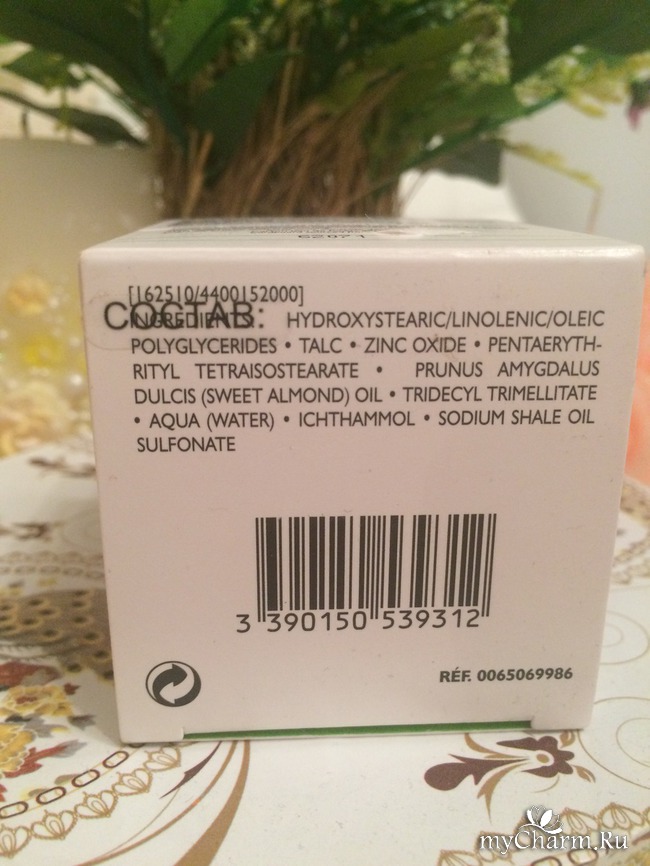 [162510/4400152000]
СОСТАВ:
INGREDIENTS: HYDROXYSTEARIC/LINOLENIC/OLEIC
POLYGLYCERIDES • TALC • ZINC OXIDE • PENTAERYTH-
RITYL TETRAISOSTEARATE • PRUNUS AMYGDALUS
DULCIS (SWEET ALMOND) OIL • TRIDECYL TRIMELLITATE
• AQUA (WATER) • ICHTHAMMOL • SODIUM SHALE OIL
SULFONATE
3 390150 539312
RÉF. 0065069986
myCharm.Ru